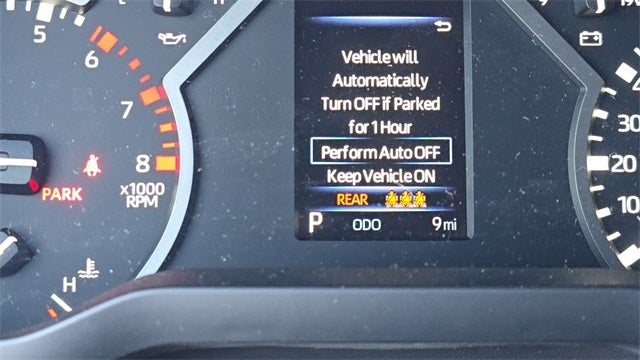 5
6
7
8
x1000
RPM
PARK
H
Vehicle will
Automatically
Turn OFF if Parked
for 1 Hour
Perform Auto OFF
Keep Vehicle ON
REAR
P ODO 9 mi
30
20
10